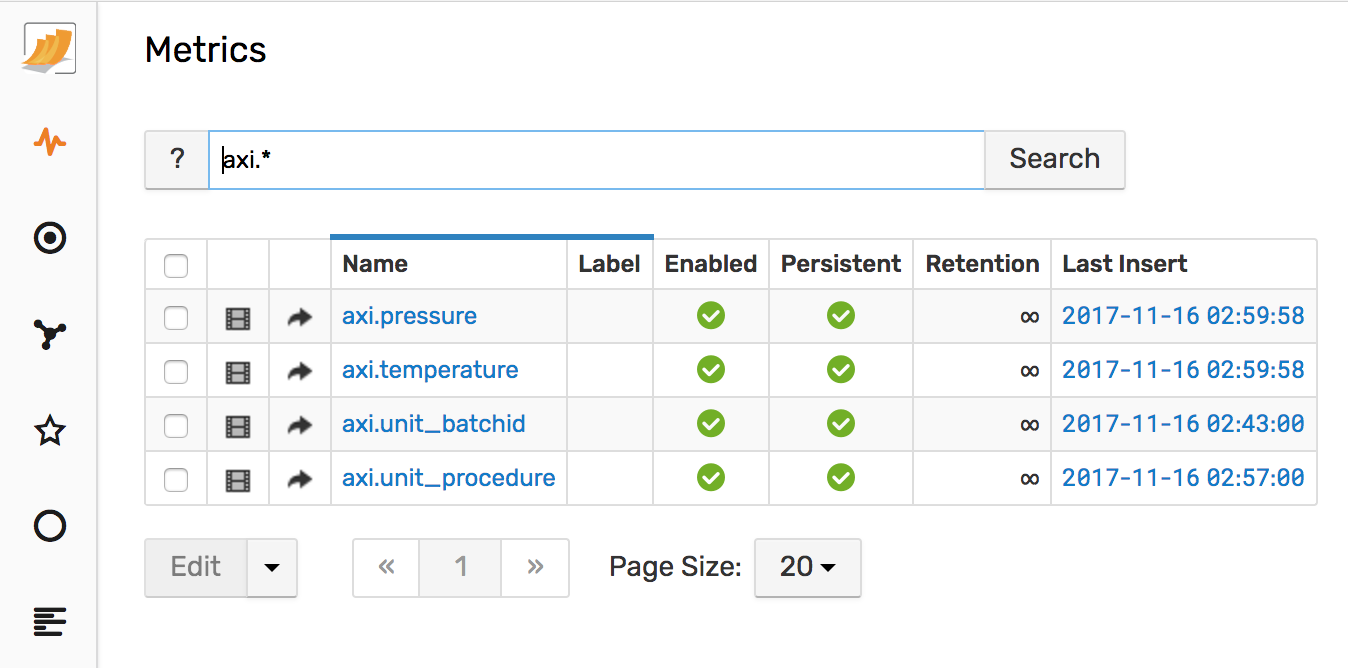 Metrics
? axi.* Search
Name Label Enabled Persistent Retention Last Insert
axi.pressure ∞ 2017-11-16 02:59:58
axi.temperature ∞ 2017-11-16 02:59:58
axi.unit_batchid ∞ 2017-11-16 02:43:00
axi.unit_procedure ∞ 2017-11-16 02:57:00
Edit « 1 » Page Size: 20